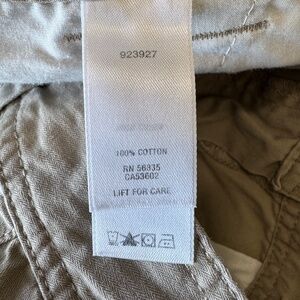 923927
100% COTTON
RN 56835
CA53602
LIFT FOR CARE